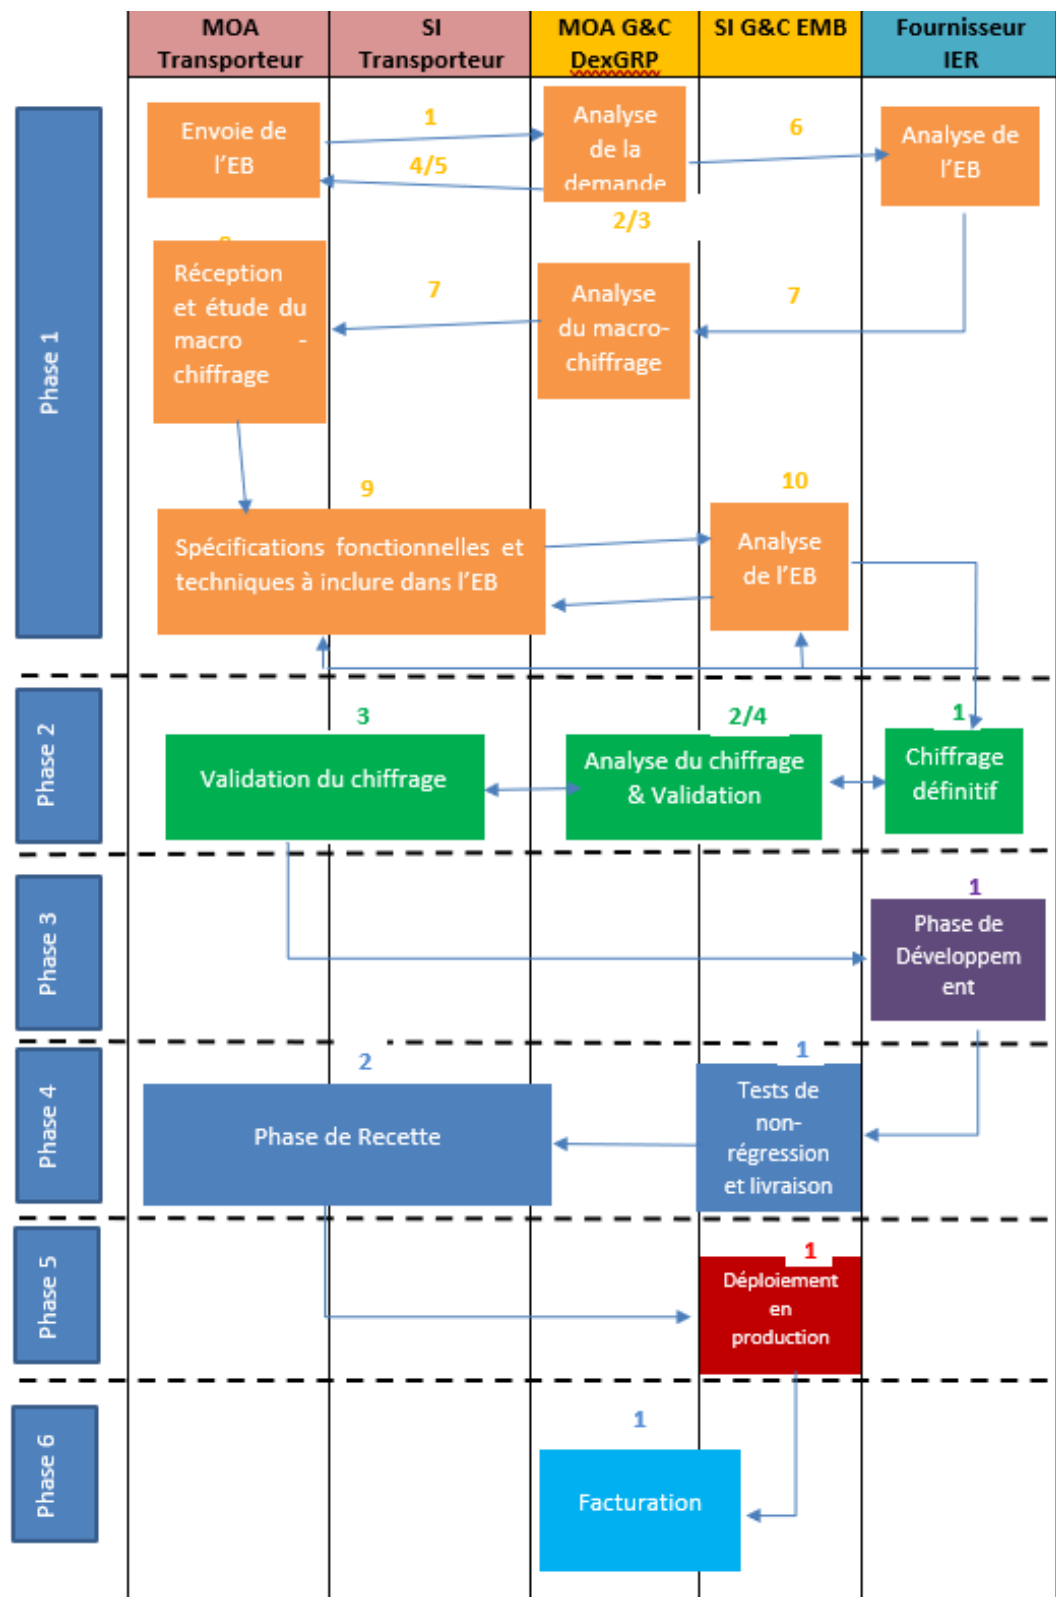 MOA
Transporteur
SI
Transporteur
MOA G&C
DexGRP
SI G&C EMB
Fournisseur
IER
Phase 1
Envoie de
l'EB
1
4/5
Analyse
de la
demande
2/3
6
Analyse de
l'EB
Réception
et étude du
macro -
chiffrage
7
Analyse
du macro-
chiffrage
7
9
Spécifications fonctionnelles et
techniques à inclure dans l'EB
10
Analyse
de l'EB
Phase 2
3
Validation du chiffrage
2/4
Analyse du chiffrage
& Validation
1
Chiffrage
définitif
Phase 3
1
Phase de
Développem
ent
Phase 4
2
Phase de Recette
1
Tests de
non-
régression
et livraison
Phase 5
1
Déploiement
en
production
Phase 6
1
Facturation